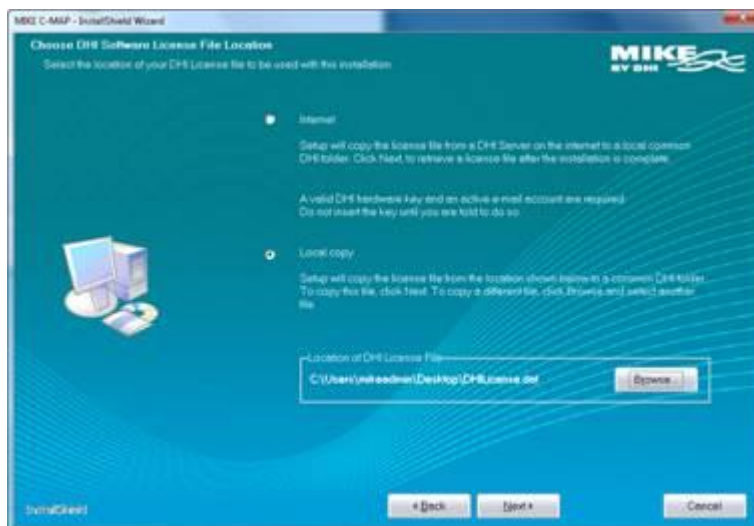 MIKE C-MAP - InstallShield Wizard
Choose DHI Software License File Location
Select the location of your DHI License file to be used with this installation
MIKE
BY DHI
Internet
Setup will copy the license file from a DHI Server on the internet to a local common
DHI folder. Click Next, to retrieve a license file after the installation is complete.
A valid DHI hardware key and an active e-mail account are required.
Do not insert the key until you are told to do so
Local copy
Setup will copy the license file from the location shown below to a common DHI folder.
To copy this file, click Next. To copy a different file, click Browse and select another
file
Location of DHI License File
C:\Users\mikeadmin\Desktop\DHILicense.dat
Browse...
InstallShield
< Back
Next >
Cancel